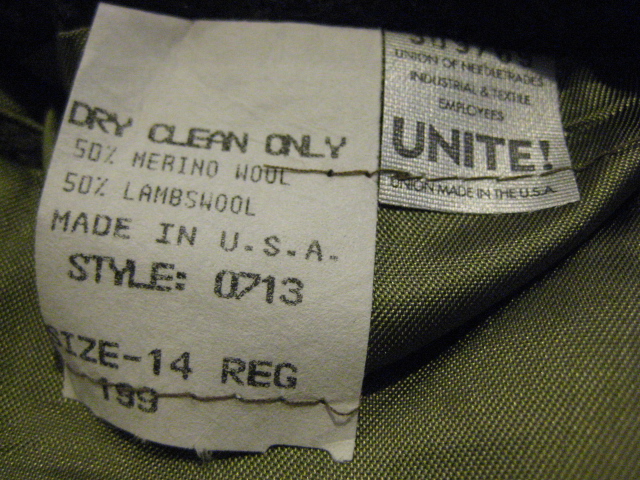 DRY CLEAN ONLY
50% MERINO WOOL
50% LAMBSWOOL
MADE IN U.S.A.
STYLE: 0713
SIZE-14 REG
199
UNION OF NEEDLETRADES
INDUSTRIAL & TEXTILE
EMPLOYEES
UNITE!
UNION MADE IN THE U.S.A.